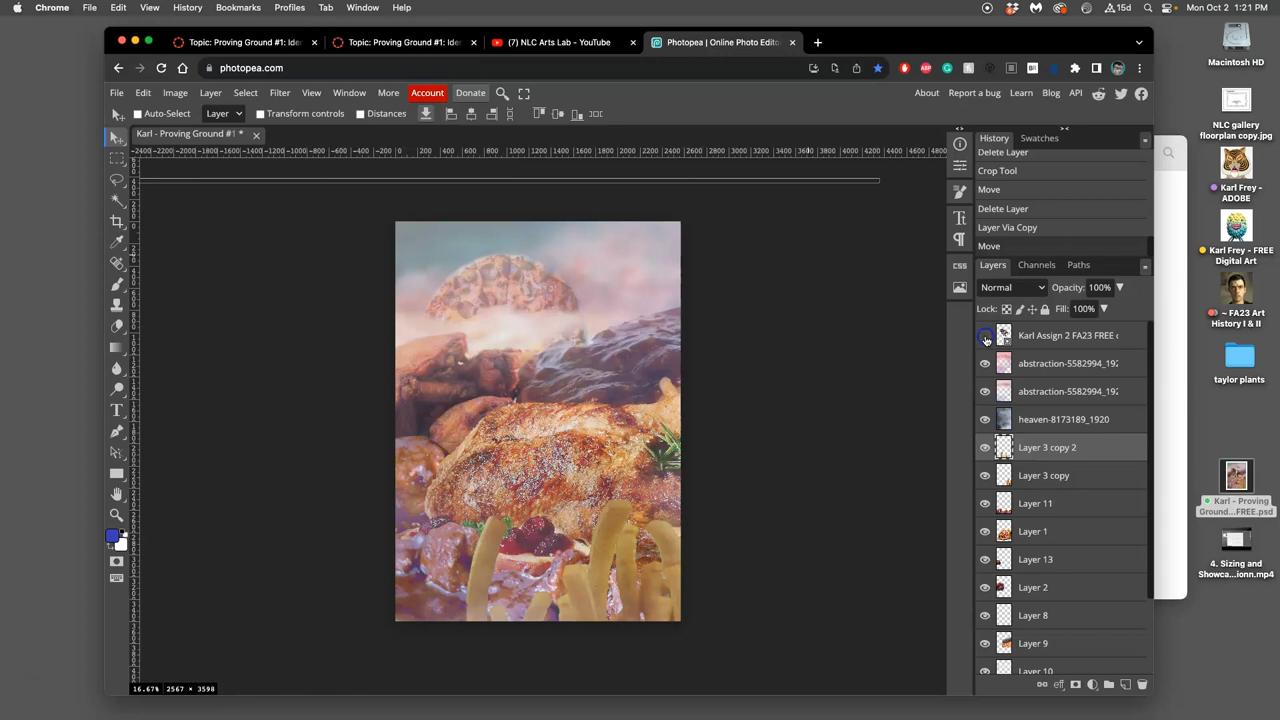 Chrome File Edit View History Bookmarks Profiles Tab Window Help 15d Mon Oct 2 1:21 PM
Topic: Proving Ground #1: Ider Topic: Proving Ground #1: Ider (7) NLC Arts Lab - YouTube Photopea | Online Photo Edito
photopea.com
File Edit Image Layer Select Filter View Window More Account Donate About Report a bug Learn Blog API
Auto-Select Layer Transform controls Distances
Karl - Proving Ground #1 *
History Swatches
Delete Layer
Crop Tool
Move
Delete Layer
Layer Via Copy
Move
Layers Channels Paths
Normal Opacity: 100%
Lock: Fill: 100%
Karl Assign 2 FA23 FREE
abstraction-5582994_192
abstraction-5582994_192
heaven-8173189_1920
Layer 3 copy 2
Layer 3 copy
Layer 11
Layer 1
Layer 13
Layer 2
Layer 8
Layer 9
Layer 10
16.67% 2567 × 3598
CSS
Macintosh HD
NLC gallery
floorplan copy.jpg
Karl Frey -
ADOBE
Karl Frey - FREE
Digital Art
~ FA23 Art
History I & II
taylor plants
Karl - Proving
Ground...FREE.psd
4. Sizing and
Showca...ionn.mp4